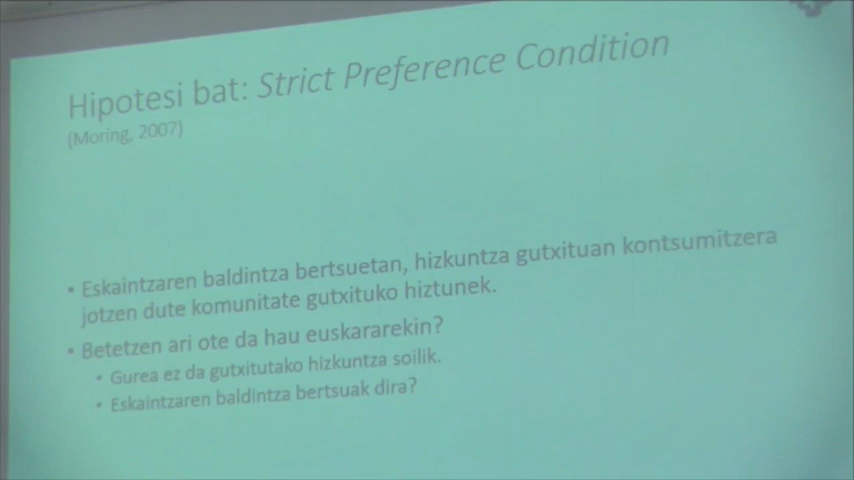 Hipotesi bat: Strict Preference Condition
(Moring, 2007)
• Eskaintzaren baldintza bertsuetan, hizkuntza gutxituan kontsumitzera
jotzen dute komunitate gutxituko hiztunek.
• Betetzen ari ote da hau euskararekin?
• Gurea ez da gutxitutako hizkuntza soilik.
• Eskaintzaren baldintza bertsuak dira?